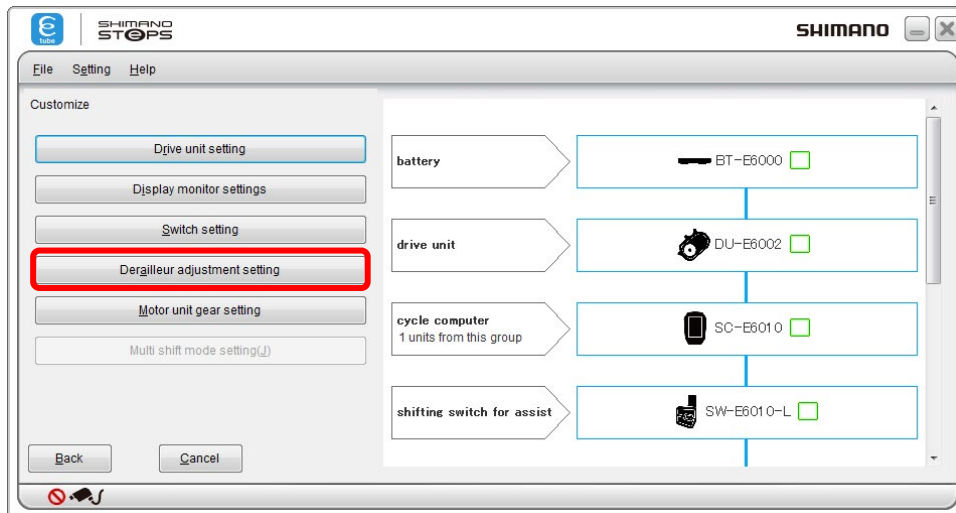 E
tube
SHIMANO
STEPS
SHIMANO
File Setting Help
Customize
Drive unit setting
Display monitor settings
Switch setting
Derailleur adjustment setting
Motor unit gear setting
Multi shift mode setting(J)
Back
Cancel
battery
BT-E6000
drive unit
DU-E6002
cycle computer
1 units from this group
SC-E6010
shifting switch for assist
SW-E6010-L